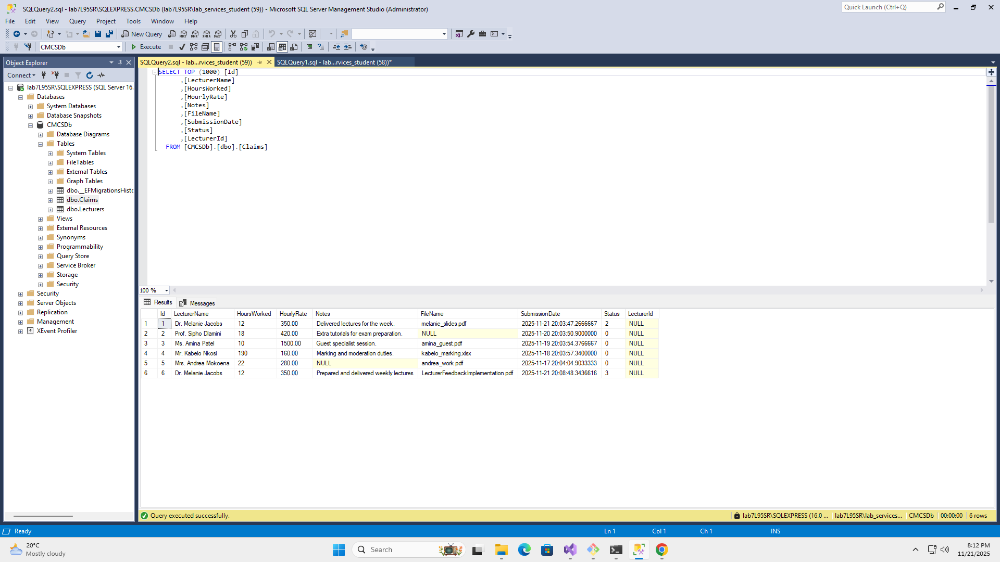 SQLQuery2.sql - lab7L95SR\SQLEXPRESS.CMCSDb (lab7L95SR\lab_services_student (59)) - Microsoft SQL Server Management Studio (Administrator)
Quick Launch (Ctrl+Q)
File Edit View Query Project Tools Window Help
New Query MDX DMX XMLA DAX
CMCSDb Execute
Object Explorer
SQLQuery2.sql - lab...rvices_student (59)) SQLQuery1.sql - lab...rvices_student (58))*
Connect
lab7L95SR\SQLEXPRESS (SQL Server 16.
Databases
System Databases
Database Snapshots
CMCSDb
Database Diagrams
Tables
System Tables
FileTables
External Tables
Graph Tables
dbo.__EFMigrationsHisto
dbo.Claims
dbo.Lecturers
Views
External Resources
Synonyms
Programmability
Query Store
Service Broker
Storage
Security
Security
Server Objects
Replication
Management
XEvent Profiler
SELECT TOP (1000) [Id]
,[LecturerName]
,[HoursWorked]
,[HourlyRate]
,[Notes]
,[FileName]
,[SubmissionDate]
,[Status]
,[LecturerId]
FROM [CMCSDb].[dbo].[Claims]
100 %
Results Messages
Id LecturerName HoursWorked HourlyRate Notes FileName SubmissionDate Status LecturerId
1 1 Dr. Melanie Jacobs 12 350.00 Delivered lectures for the week. melanie_slides.pdf 2025-11-21 20:03:47.2666667 2 NULL
2 2 Prof. Sipho Dlamini 18 420.00 Extra tutorials for exam preparation. NULL 2025-11-20 20:03:50.9000000 0 NULL
3 3 Ms. Amina Patel 10 1500.00 Guest specialist session. amina_guest.pdf 2025-11-19 20:03:54.3766667 0 NULL
4 4 Mr. Kabelo Nkosi 190 160.00 Marking and moderation duties. kabelo_marking.xlsx 2025-11-18 20:03:57.3400000 0 NULL
5 5 Mrs. Andrea Mokoena 22 280.00 NULL andrea_work.pdf 2025-11-17 20:04:04.9033333 0 NULL
6 6 Dr. Melanie Jacobs 12 350.00 Prepared and delivered weekly lectures LecturerFeedbackImplementation.pdf 2025-11-21 20:08:48.3436616 3 NULL
Query executed successfully. lab7L95SR\SQLEXPRESS (16.0 ... lab7L95SR\lab_services... CMCSDb 00:00:00 6 rows
Ready Ln 1 Col 1 Ch 1 INS
20°C
Mostly cloudy
Search
8:12 PM
11/21/2025